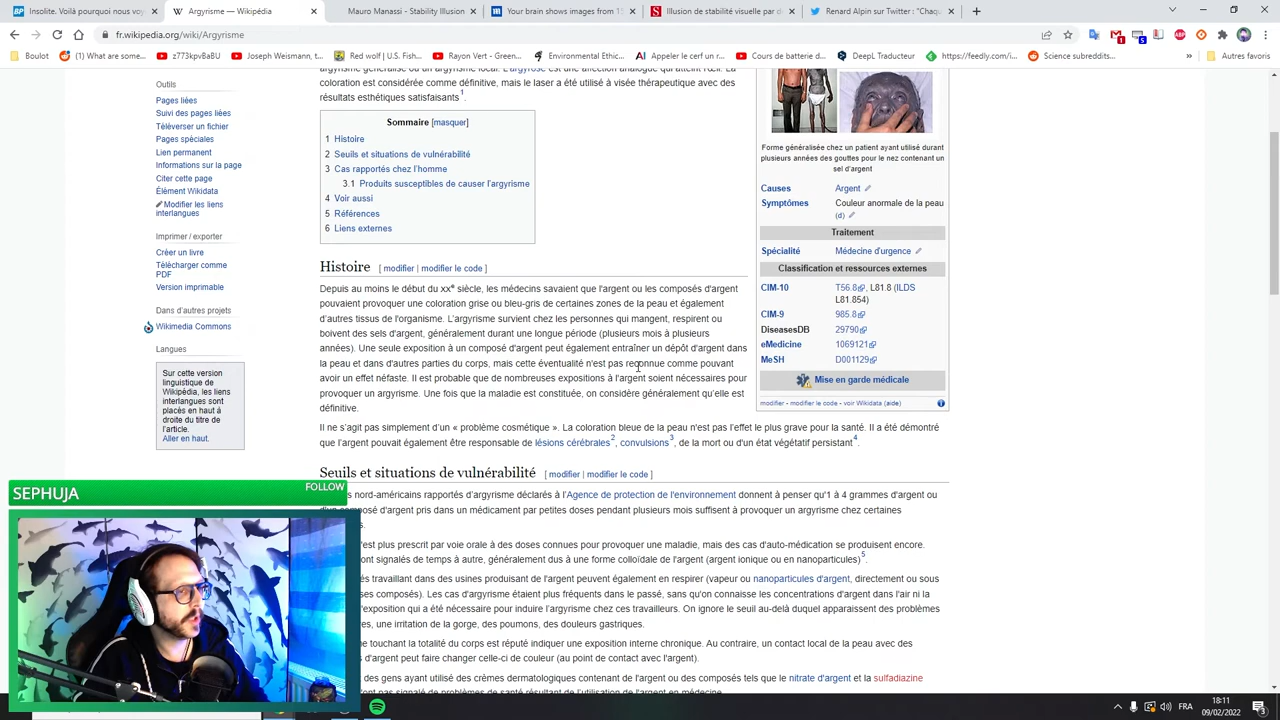 Insolite. Pourquoi nous voyo
Argyrisme — Wikipédia
Mauro Manassi - Stability Illusion
Your brain shows images from 15
Illusion de stabilité visuelle par d
Renard Alpin sur Twitter : "Chaqu
fr.wikipedia.org/wiki/Argyrisme
Boulot
(1) What are some...
z773kpvBaBU
Joseph Weismann, t...
Red wolf | U.S. Fish...
Rayon Vert - Green...
Environmental Ethic...
Appeler le cerf un r...
Cours de batterie d...
DeepL Traducteur
https://feedly.com/i...
Science subreddits...
Autres favoris
Outils
Pages liées
Suivi des pages liées
Téléverser un fichier
Pages spéciales
Lien permanent
Informations sur la page
Citer cette page
Élément Wikidata
Modifier les liens
interlangues
Imprimer / exporter
Créer un livre
Télécharger comme
PDF
Version imprimable
Dans d'autres projets
Wikimedia Commons
Langues
Sur cette version
linguistique de
Wikipédia, les liens
interlangues sont
placés en haut à
droite du titre de
l'article.
Aller en haut.
argyrisme généralisé ou un argyrisme local. L'argyrose est une affection analogue qui atteint l'œil. La
coloration est considérée comme définitive, mais le laser a été utilisé à visée thérapeutique avec des
résultats esthétiques satisfaisants1.
Sommaire [masquer]
1 Histoire
2 Seuils et situations de vulnérabilité
3 Cas rapportés chez l'homme
3.1 Produits susceptibles de causer l'argyrisme
4 Voir aussi
5 Références
6 Liens externes
Histoire [ modifier | modifier le code ]
Depuis au moins le début du XXe siècle, les médecins savaient que l'argent ou les composés d'argent
pouvaient provoquer une coloration grise ou bleu-gris de certaines zones de la peau et également
d'autres tissus de l'organisme. L'argyrisme survient chez les personnes qui mangent, respirent ou
boivent des sels d'argent, généralement durant une longue période (plusieurs mois à plusieurs
années). Une seule exposition à un composé d'argent peut également entraîner un dépôt d'argent dans
la peau et dans d'autres parties du corps, mais cette éventualité n'est pas reconnue comme pouvant
avoir un effet néfaste. Il est probable que de nombreuses expositions à l'argent soient nécessaires pour
provoquer un argyrisme. Une fois que la maladie est constituée, on considère généralement qu'elle est
définitive.
Il ne s'agit pas simplement d'un « problème cosmétique ». La coloration bleue de la peau n'est pas l'effet le plus grave pour la santé. Il a été démontré
que l'argent pouvait également être responsable de lésions cérébrales2, convulsions3, de la mort ou d'un état végétatif persistant4.
Seuils et situations de vulnérabilité [ modifier | modifier le code ]
s nord-américains rapportés d'argyrisme déclarés à l'Agence de protection de l'environnement donnent à penser qu'1 à 4 grammes d'argent ou
d'un composé d'argent pris dans un médicament par petites doses pendant plusieurs mois suffisent à provoquer un argyrisme chez certaines
s.
'est plus prescrit par voie orale à des doses connues pour provoquer une maladie, mais des cas d'auto-médication se produisent encore.
ont signalés de temps à autre, généralement dus à une forme colloïdale de l'argent (argent ionique ou en nanoparticules)5.
és travaillant dans des usines produisant de l'argent peuvent également en respirer (vapeur ou nanoparticules d'argent, directement ou sous
ses composés). Les cas d'argyrisme étaient plus fréquents dans le passé, sans qu'on connaisse les concentrations d'argent dans l'air ni la
'exposition qui a été nécessaire pour induire l'argyrisme chez ces travailleurs. On ignore le seuil au-delà duquel apparaissent des problèmes
es, une irritation de la gorge, des poumons, des douleurs gastriques.
e touchant la totalité du corps est réputé indiquer une exposition interne chronique. Au contraire, un contact local de la peau avec des
s d'argent peut faire changer celle-ci de couleur (au point de contact avec l'argent).
des gens ayant utilisé des crèmes dermatologiques contenant de l'argent ou des composés tels que le nitrate d'argent et la sulfadiazine
ont pas signalé de problèmes de santé résultant de l'utilisation de l'argent en médecine.
Forme généralisée chez un patient ayant utilisé durant
plusieurs années des gouttes pour le nez contenant un
sel d'argent
Causes Argent
Symptômes Couleur anormale de la peau
(d)
Traitement
Spécialité Médecine d'urgence
Classification et ressources externes
CIM-10 T56.8, L81.8 (ILDS
L81.854)
CIM-9 985.8
DiseasesDB 29790
eMedicine 1069121
MeSH D001129
Mise en garde médicale
modifier - modifier le code - voir Wikidata (aide)
SEPHUJA
FOLLOW
FRA
18:11
09/02/2022